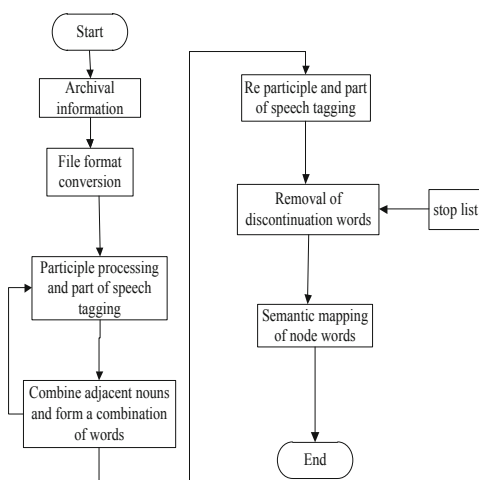 Start
Archival
information
File format
conversion
Participle processing
and part of speech
tagging
Combine adjacent nouns
and form a combination
of words
Re participle and part
of speech tagging
Removal of
discontinuation words
stop list
Semantic mapping
of node words
End